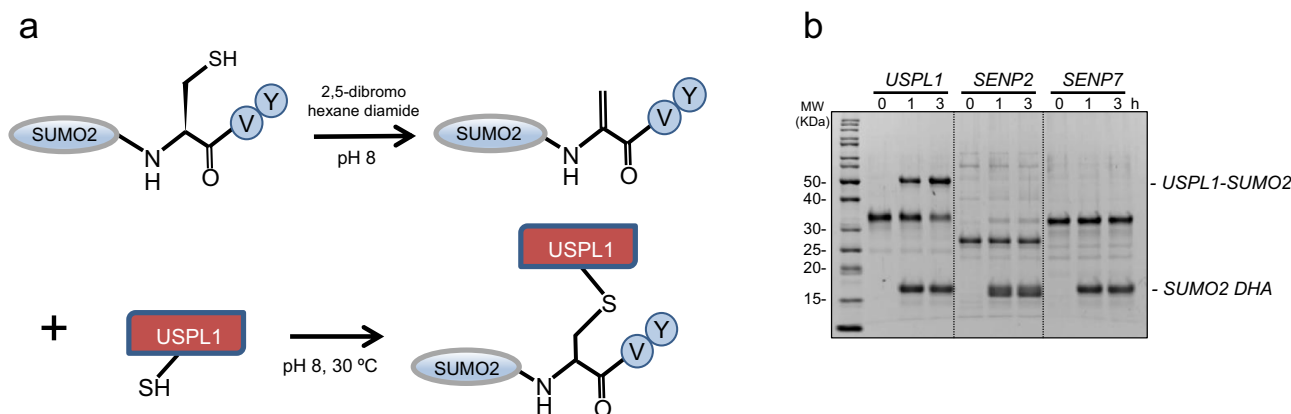 a
SH
SUMO2
N
H
O
V
Y
2,5-dibromo
hexane diamide
pH 8
SUMO2
N
H
O
V
Y
+
USPL1
SH
pH 8, 30 ºC
USPL1
S
SUMO2
N
H
O
V
Y
b
USPL1 SENP2 SENP7
MW
(KDa)
0 1 3 0 1 3 0 1 3 h
50-
40-
30-
25-
20-
15-
- USPL1-SUMO2
- SUMO2 DHA